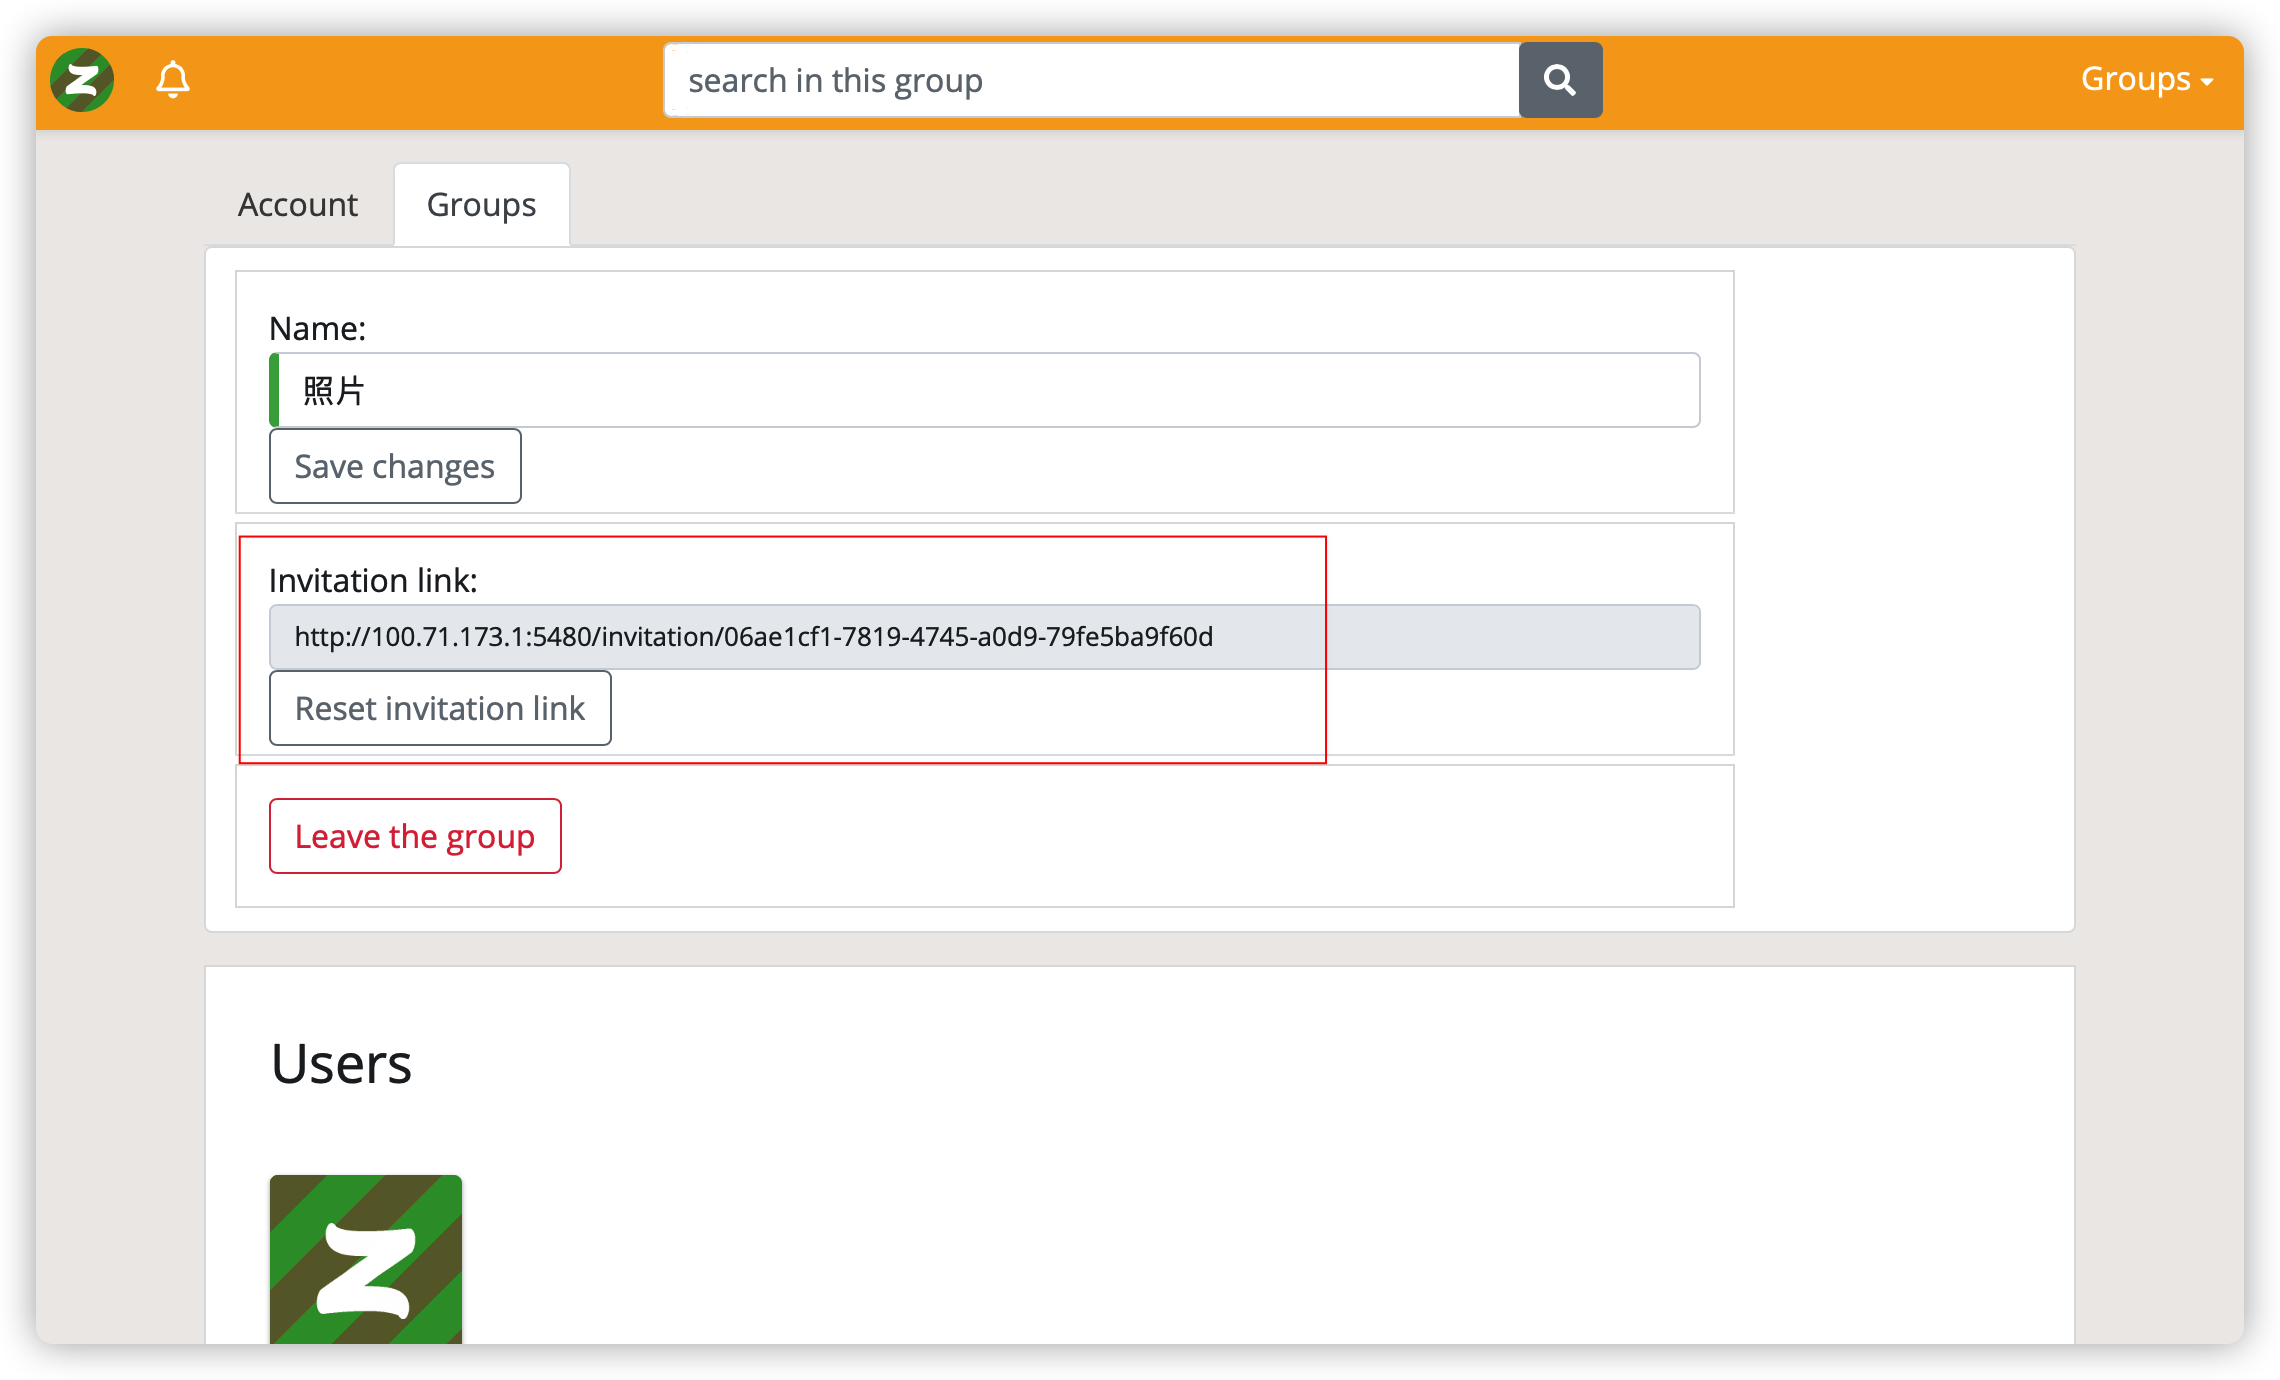 search in this group
Groups
Account
Groups
Name:
照片
Save changes
Invitation link:
http://100.71.173.1:5480/invitation/06ae1cf1-7819-4745-a0d9-79fe5ba9f60d
Reset invitation link
Leave the group
Users